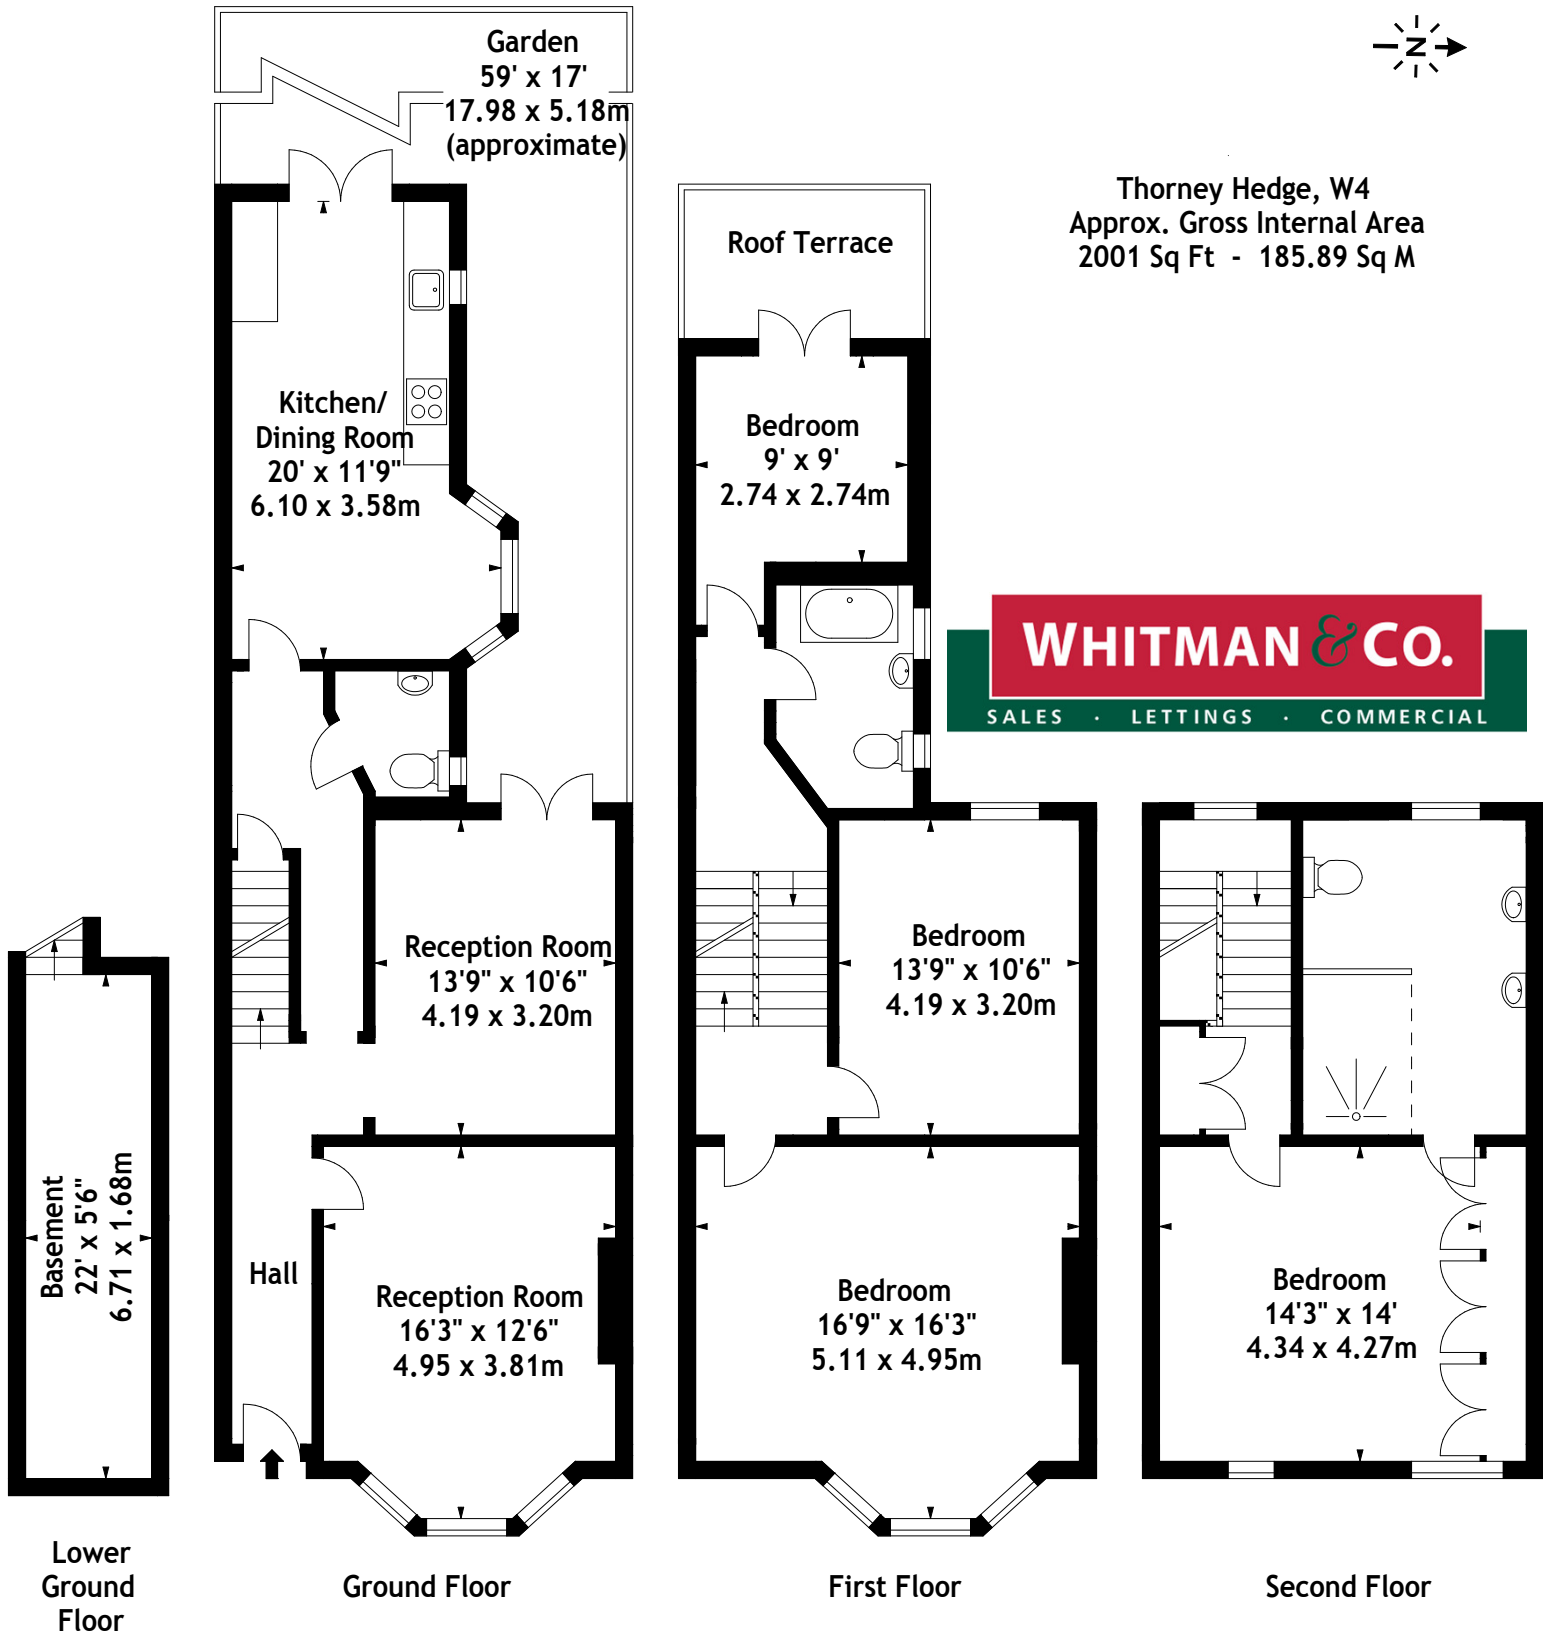 Garden
59' x 17'
17.98 x 5.18m
(approximate)
N
Thorney Hedge, W4
Approx. Gross Internal Area
2001 Sq Ft - 185.89 Sq M
Roof Terrace
Kitchen/
Dining Room
20' x 11'9"
6.10 x 3.58m
Bedroom
9' x 9'
2.74 x 2.74m
WHITMAN & CO.
SALES · LETTINGS · COMMERCIAL
Reception Room
13'9" x 10'6"
4.19 x 3.20m
Bedroom
13'9" x 10'6"
4.19 x 3.20m
Basement
22' x 5'6"
6.71 x 1.68m
Hall
Reception Room
16'3" x 12'6"
4.95 x 3.81m
Bedroom
16'9" x 16'3"
5.11 x 4.95m
Bedroom
14'3" x 14'
4.34 x 4.27m
Lower
Ground
Floor
Ground Floor
First Floor
Second Floor